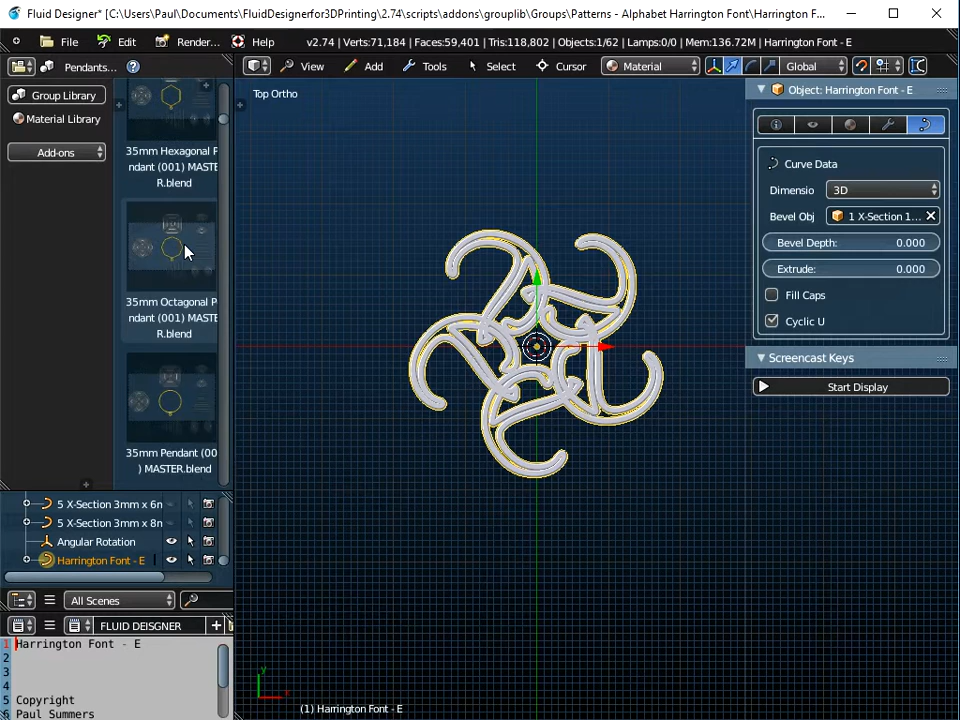 Fluid Designer* [C:\Users\Paul\Documents\FluidDesignerfor3DPrinting\2.74\scripts\addons\grouplib\Groups\Patterns - Alphabet Harrington Font\Harrington F...
File Edit Render... Help v2.74 | Verts:71,184 | Faces:59,401 | Tris:118,802 | Objects:1/62 | Lamps:0/0 | Mem:136.72M | Harrington Font - E
Pendants... View Add Tools Select Cursor Material Global
Group Library
Material Library
Add-ons
35mm Hexagonal P
ndant (001) MASTE
R.blend
35mm Octagonal P
ndant (001) MASTE
R.blend
35mm Pendant (00
) MASTER.blend
5 X-Section 3mm x 6n
5 X-Section 3mm x 8n
Angular Rotation
Harrington Font - E
All Scenes
FLUID DEISGNER
1 Harrington Font - E
2
3
4
5 Copyright
6 Paul Summers
Top Ortho
y
x
(1) Harrington Font - E
Object: Harrington Font - E
Curve Data
Dimensio 3D
Bevel Obj 1 X-Section 1...
Bevel Depth: 0.000
Extrude: 0.000
Fill Caps
Cyclic U
Screencast Keys
Start Display